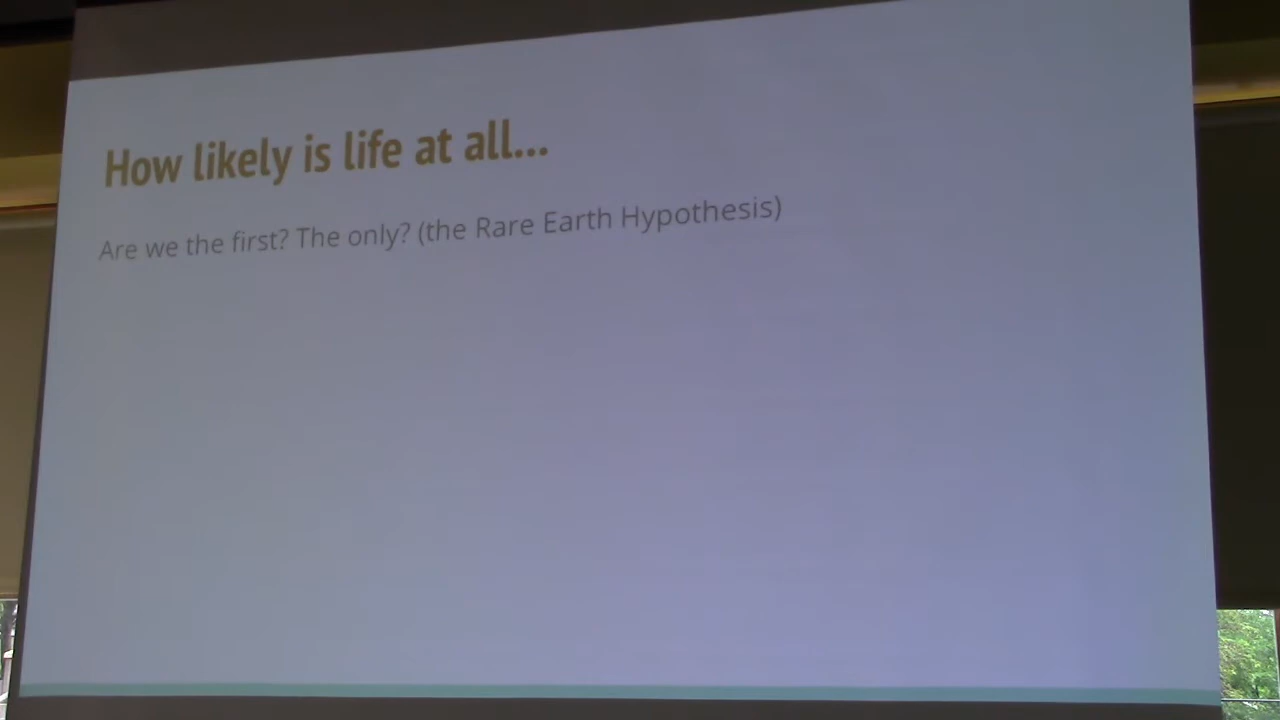 How likely is life at all...
Are we the first? The only? (the Rare Earth Hypothesis)